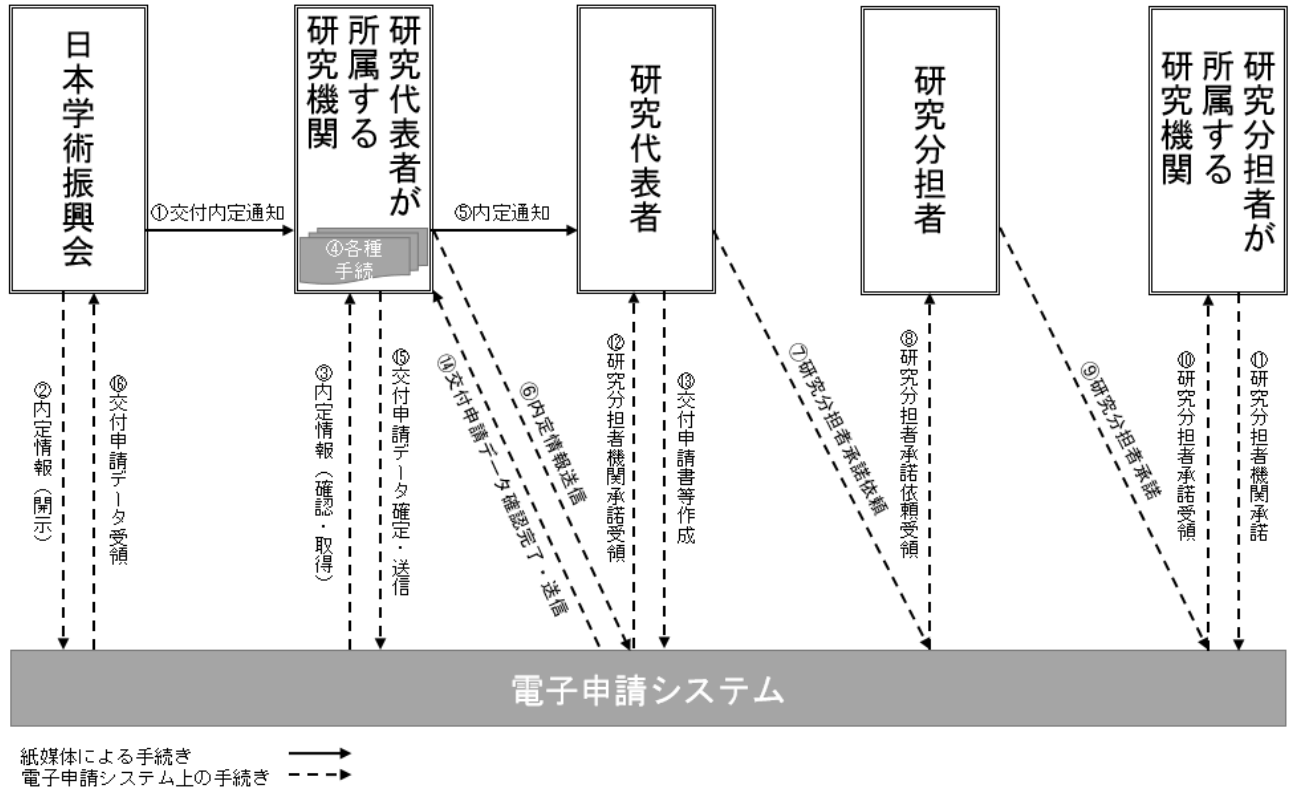 日本学術振興会
研究代表者が
所属する
研究機関
研究代表者
研究分担者
研究分担者が
所属する
研究機関
①交付内定通知
⑤内定通知
④各種
手続
②内定情報（開示）
⑯交付申請データ受領
③内定情報（確認・取得）
⑮交付申請データ確定・送信
⑭交付申請データ確認完了・送信
⑥内定情報送信
⑫研究分担者機関承諾受領
⑬交付申請書等作成
⑦研究分担者承諾依頼
⑧研究分担者承諾依頼受領
⑨研究分担者承諾
⑩研究分担者承諾受領
⑪研究分担者機関承諾
電子申請システム
紙媒体による手続き
電子申請システム上の手続き